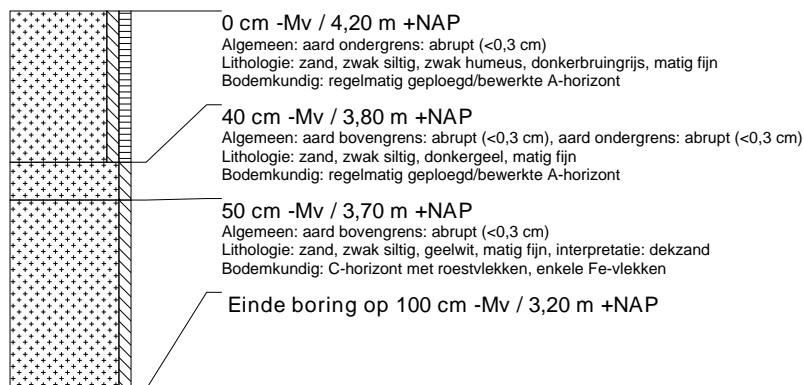 0 cm -Mv / 4,20 m +NAP
Algemeen: aard ondergrens: abrupt (<0,3 cm)
Lithologie: zand, zwak siltig, zwak humeus, donkerbruingrijs, matig fijn
Bodemkundig: regelmatig geploegd/bewerkte A-horizont
40 cm -Mv / 3,80 m +NAP
Algemeen: aard bovengrens: abrupt (<0,3 cm), aard ondergrens: abrupt (<0,3 cm)
Lithologie: zand, zwak siltig, donkergeel, matig fijn
Bodemkundig: regelmatig geploegd/bewerkte A-horizont
50 cm -Mv / 3,70 m +NAP
Algemeen: aard bovengrens: abrupt (<0,3 cm)
Lithologie: zand, zwak siltig, geelwit, matig fijn, interpretatie: dekzand
Bodemkundig: C-horizont met roestvlekken, enkele Fe-vlekken
Einde boring op 100 cm -Mv / 3,20 m +NAP